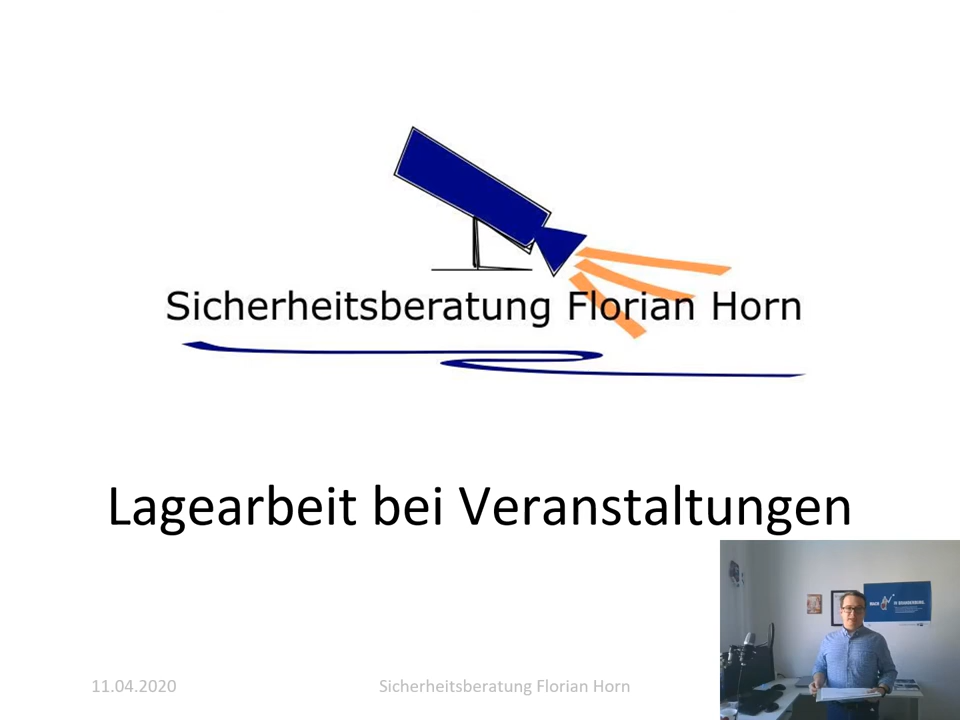 Sicherheitsberatung Florian Horn
Lagearbeit bei Veranstaltungen
11.04.2020
Sicherheitsberatung Florian Horn